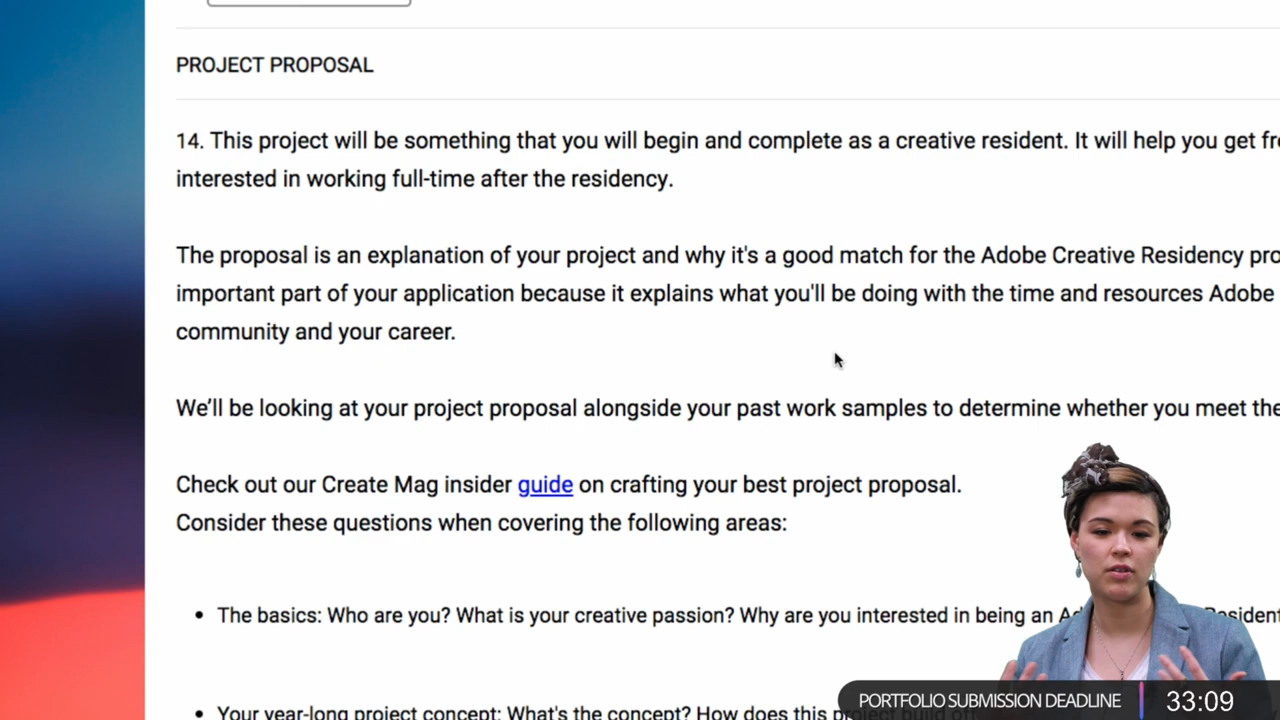 PROJECT PROPOSAL
14. This project will be something that you will begin and complete as a creative resident. It will help you get
interested in working full-time after the residency.
The proposal is an explanation of your project and why it's a good match for the Adobe Creative Residency
important part of your application because it explains what you'll be doing with the time and resources Adobe
community and your career.
We’ll be looking at your project proposal alongside your past work samples to determine whether you meet the
Check out our Create Mag insider guide on crafting your best project proposal.
Consider these questions when covering the following areas:
• The basics: Who are you? What is your creative passion? Why are you interested in being an
• Your year-long project concept: What's the concept? How does this project build
PORTFOLIO SUBMISSION DEADLINE 33:09